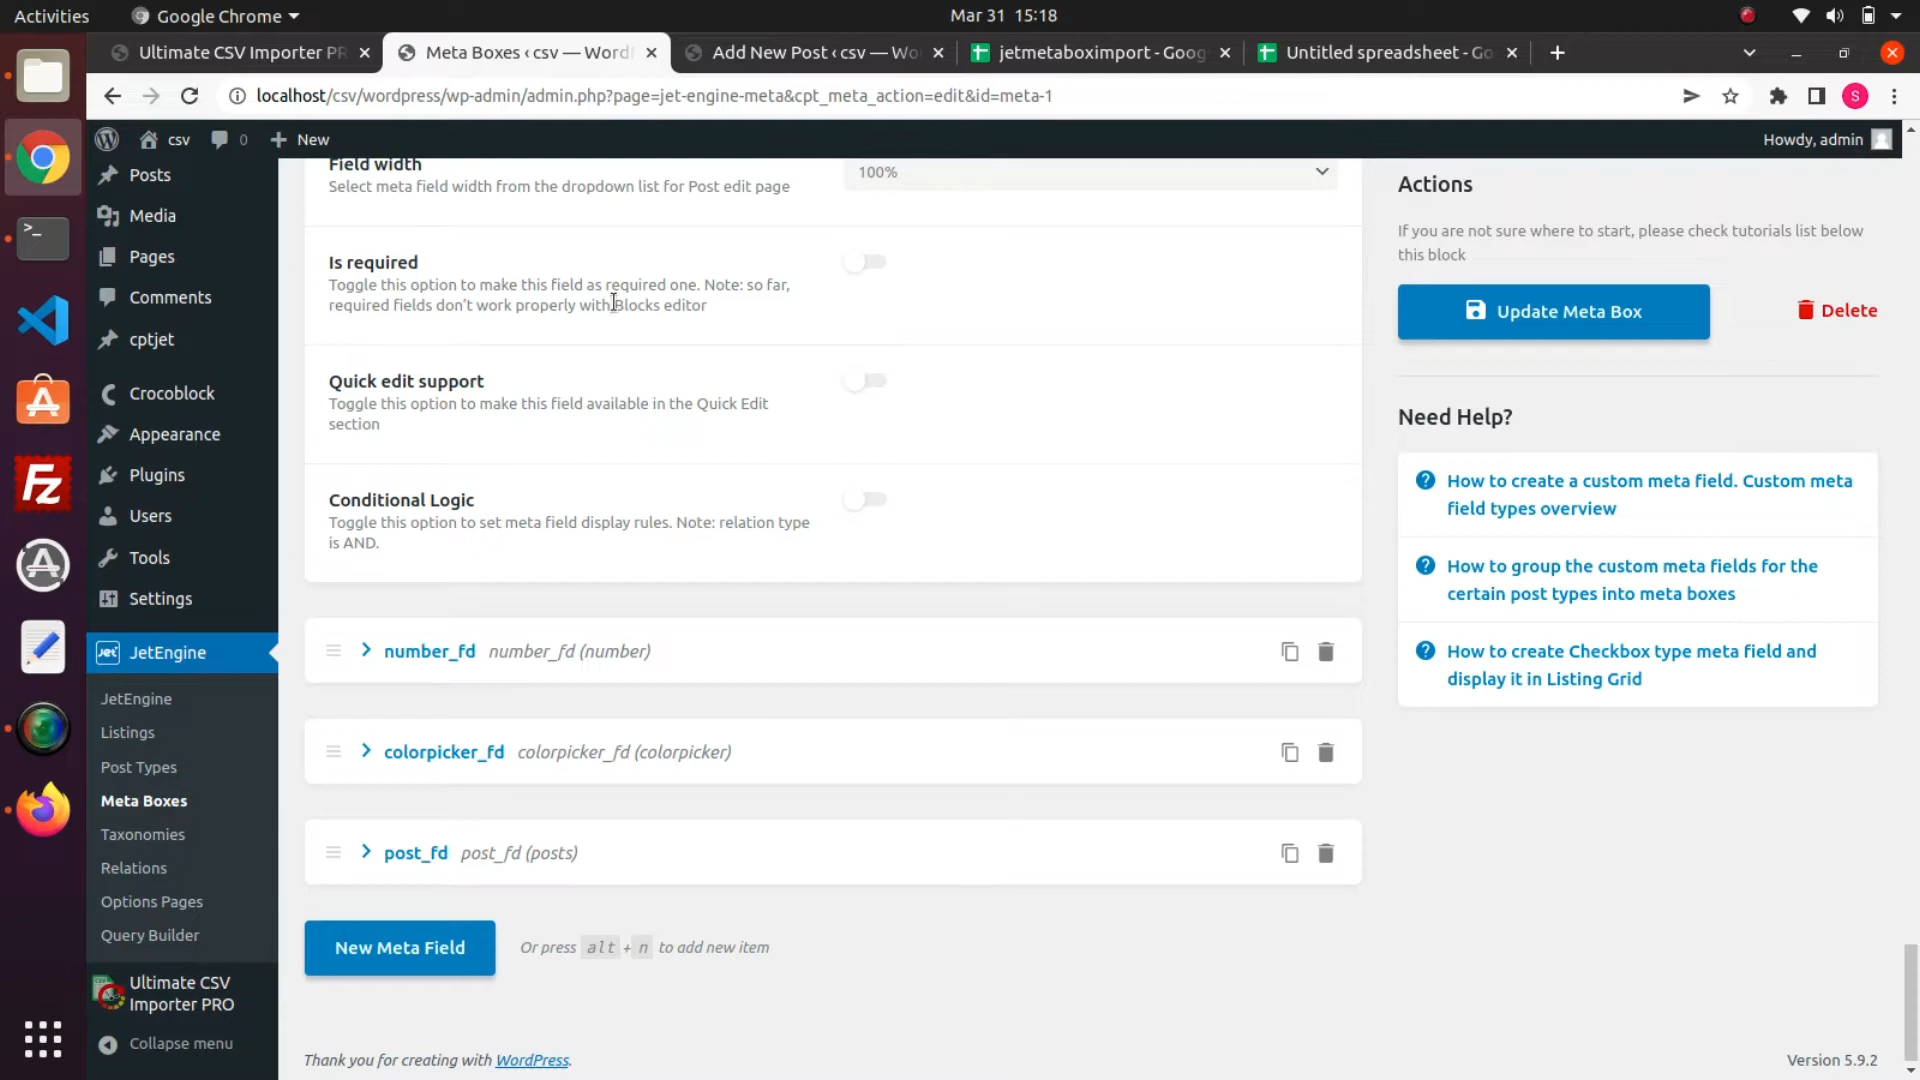 Activities
Google Chrome
Mar 31 15:18
Ultimate CSV Importer PR
Meta Boxes ‹ csv — Word
Add New Post ‹ csv — Wo
jetmetaboximport - Goog
Untitled spreadsheet - Go
localhost/csv/wordpress/wp-admin/admin.php?page=jet-engine-meta&cpt_meta_action=edit&id=meta-1
S
csv
0
New
Howdy, admin
Posts
Media
Pages
Comments
cptjet
Crocoblock
Appearance
Plugins
Users
Tools
Settings
JetEngine
JetEngine
Listings
Post Types
Meta Boxes
Taxonomies
Relations
Options Pages
Query Builder
Ultimate CSV
Importer PRO
Collapse menu
Field width
Select meta field width from the dropdown list for Post edit page
100%
Is required
Toggle this option to make this field as required one. Note: so far,
required fields don't work properly with Blocks editor
Quick edit support
Toggle this option to make this field available in the Quick Edit
section
Conditional Logic
Toggle this option to set meta field display rules. Note: relation type
is AND.
number_fd number_fd (number)
colorpicker_fd colorpicker_fd (colorpicker)
post_fd post_fd (posts)
New Meta Field
Or press alt + n to add new item
Thank you for creating with WordPress.
Version 5.9.2
Actions
If you are not sure where to start, please check tutorials list below
this block
Update Meta Box
Delete
Need Help?
How to create a custom meta field. Custom meta
field types overview
How to group the custom meta fields for the
certain post types into meta boxes
How to create Checkbox type meta field and
display it in Listing Grid